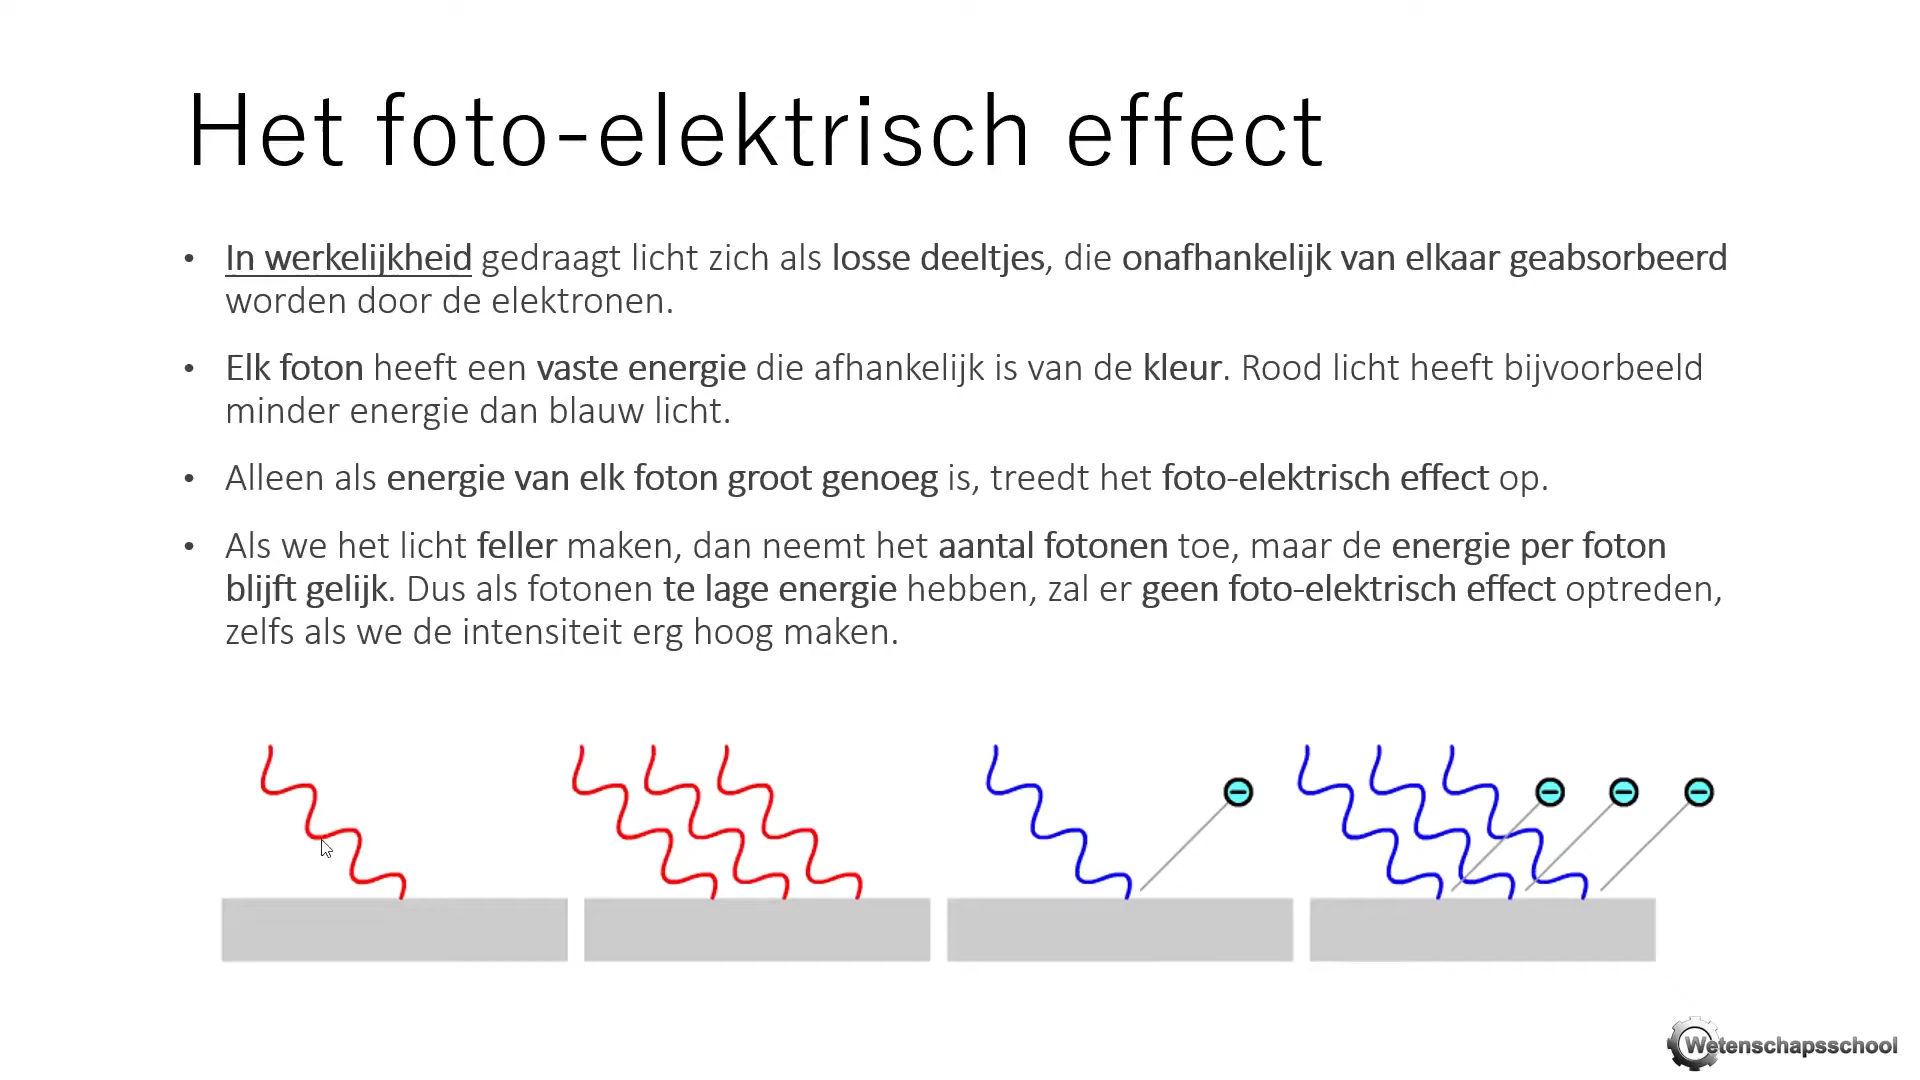 Het foto-elektrisch effect
• In werkelijkheid gedraagt licht zich als losse deeltjes, die onafhankelijk van elkaar geabsorbeerd
worden door de elektronen.
• Elk foton heeft een vaste energie die afhankelijk is van de kleur. Rood licht heeft bijvoorbeeld
minder energie dan blauw licht.
• Alleen als energie van elk foton groot genoeg is, treedt het foto-elektrisch effect op.
• Als we het licht feller maken, dan neemt het aantal fotonen toe, maar de energie per foton
blijft gelijk. Dus als fotonen te lage energie hebben, zal er geen foto-elektrisch effect optreden,
zelfs als we de intensiteit erg hoog maken.
Wetenschapsschool